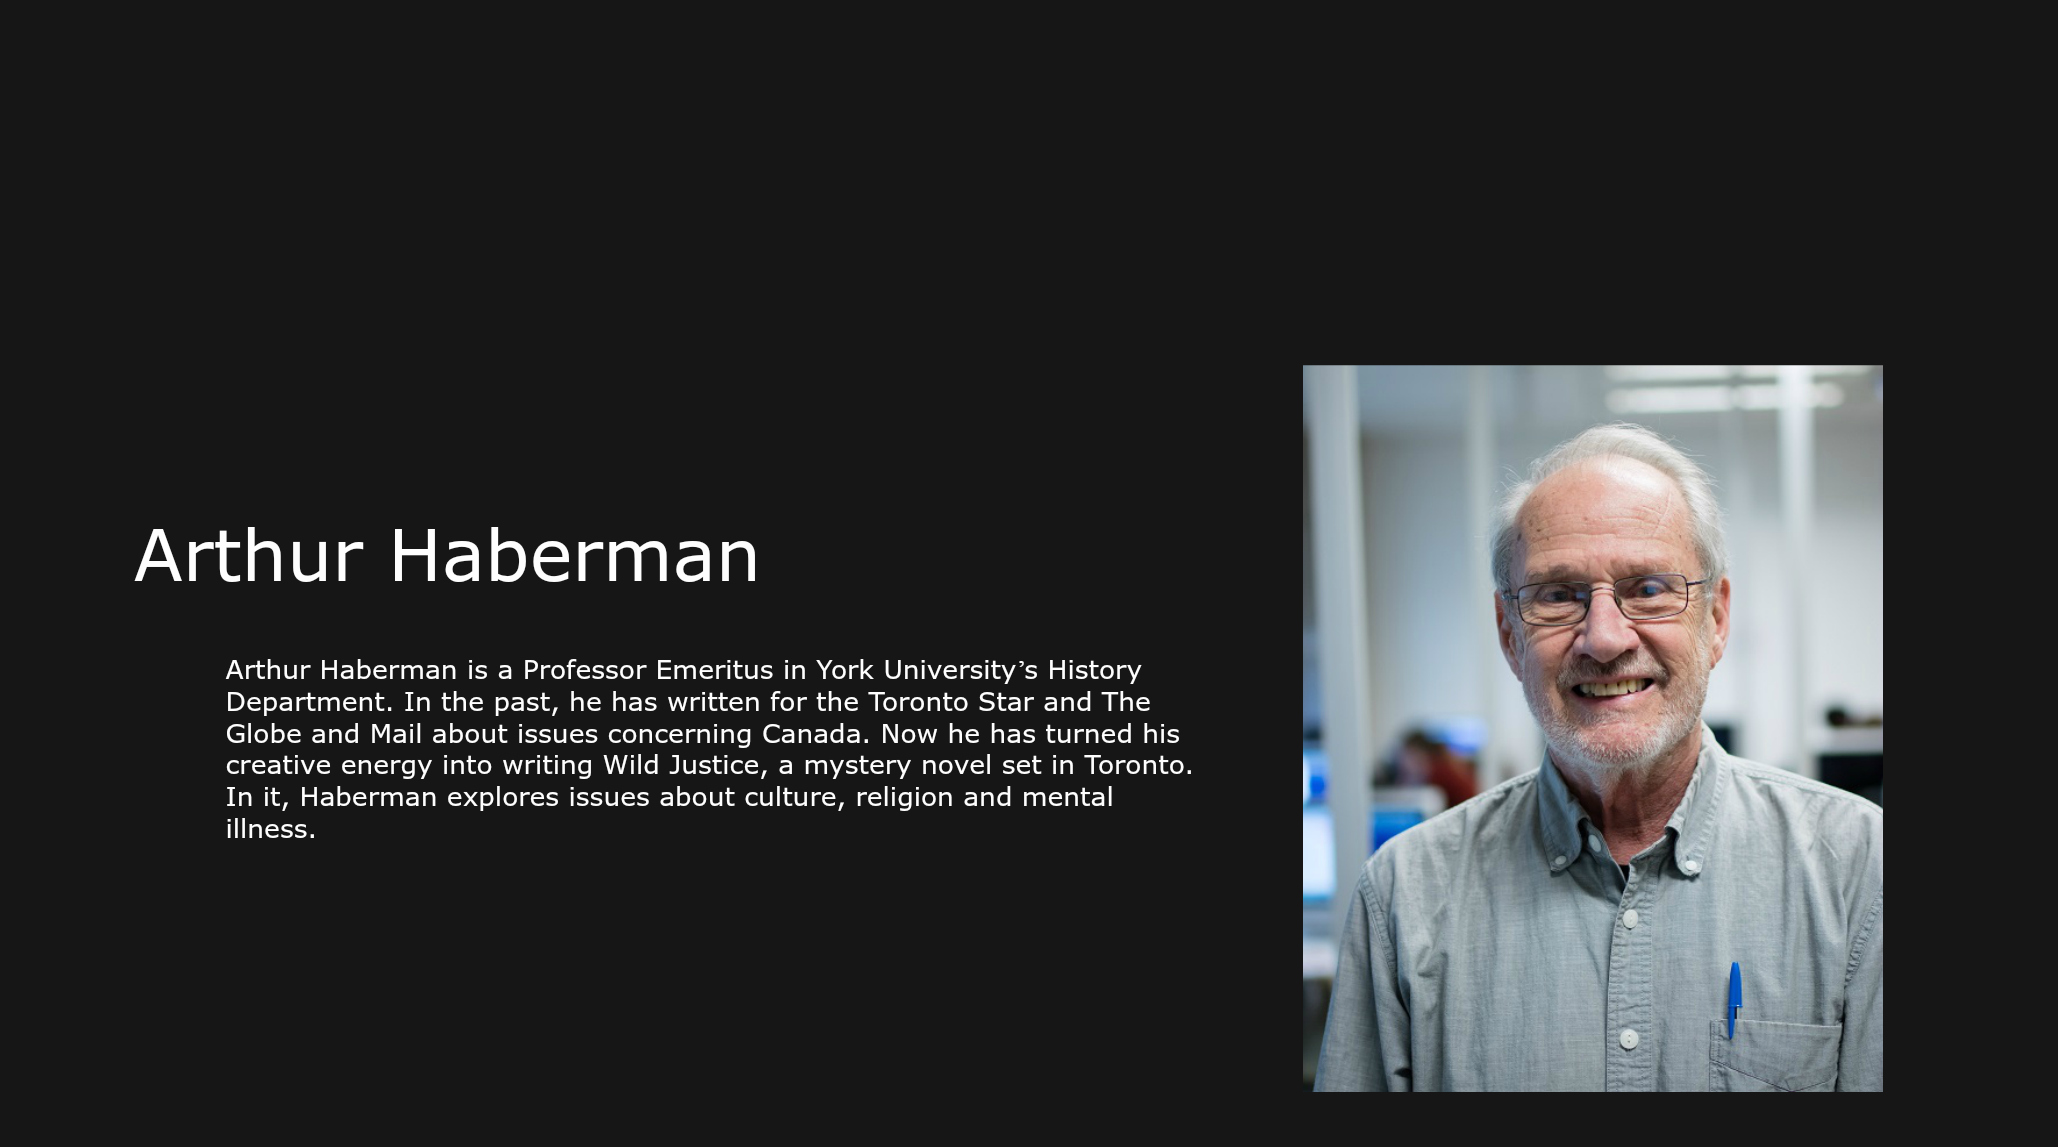 Arthur Haberman
Arthur Haberman is a Professor Emeritus in York University’s History
Department. In the past, he has written for the Toronto Star and The
Globe and Mail about issues concerning Canada. Now he has turned his
creative energy into writing Wild Justice, a mystery novel set in Toronto.
In it, Haberman explores issues about culture, religion and mental
illness.